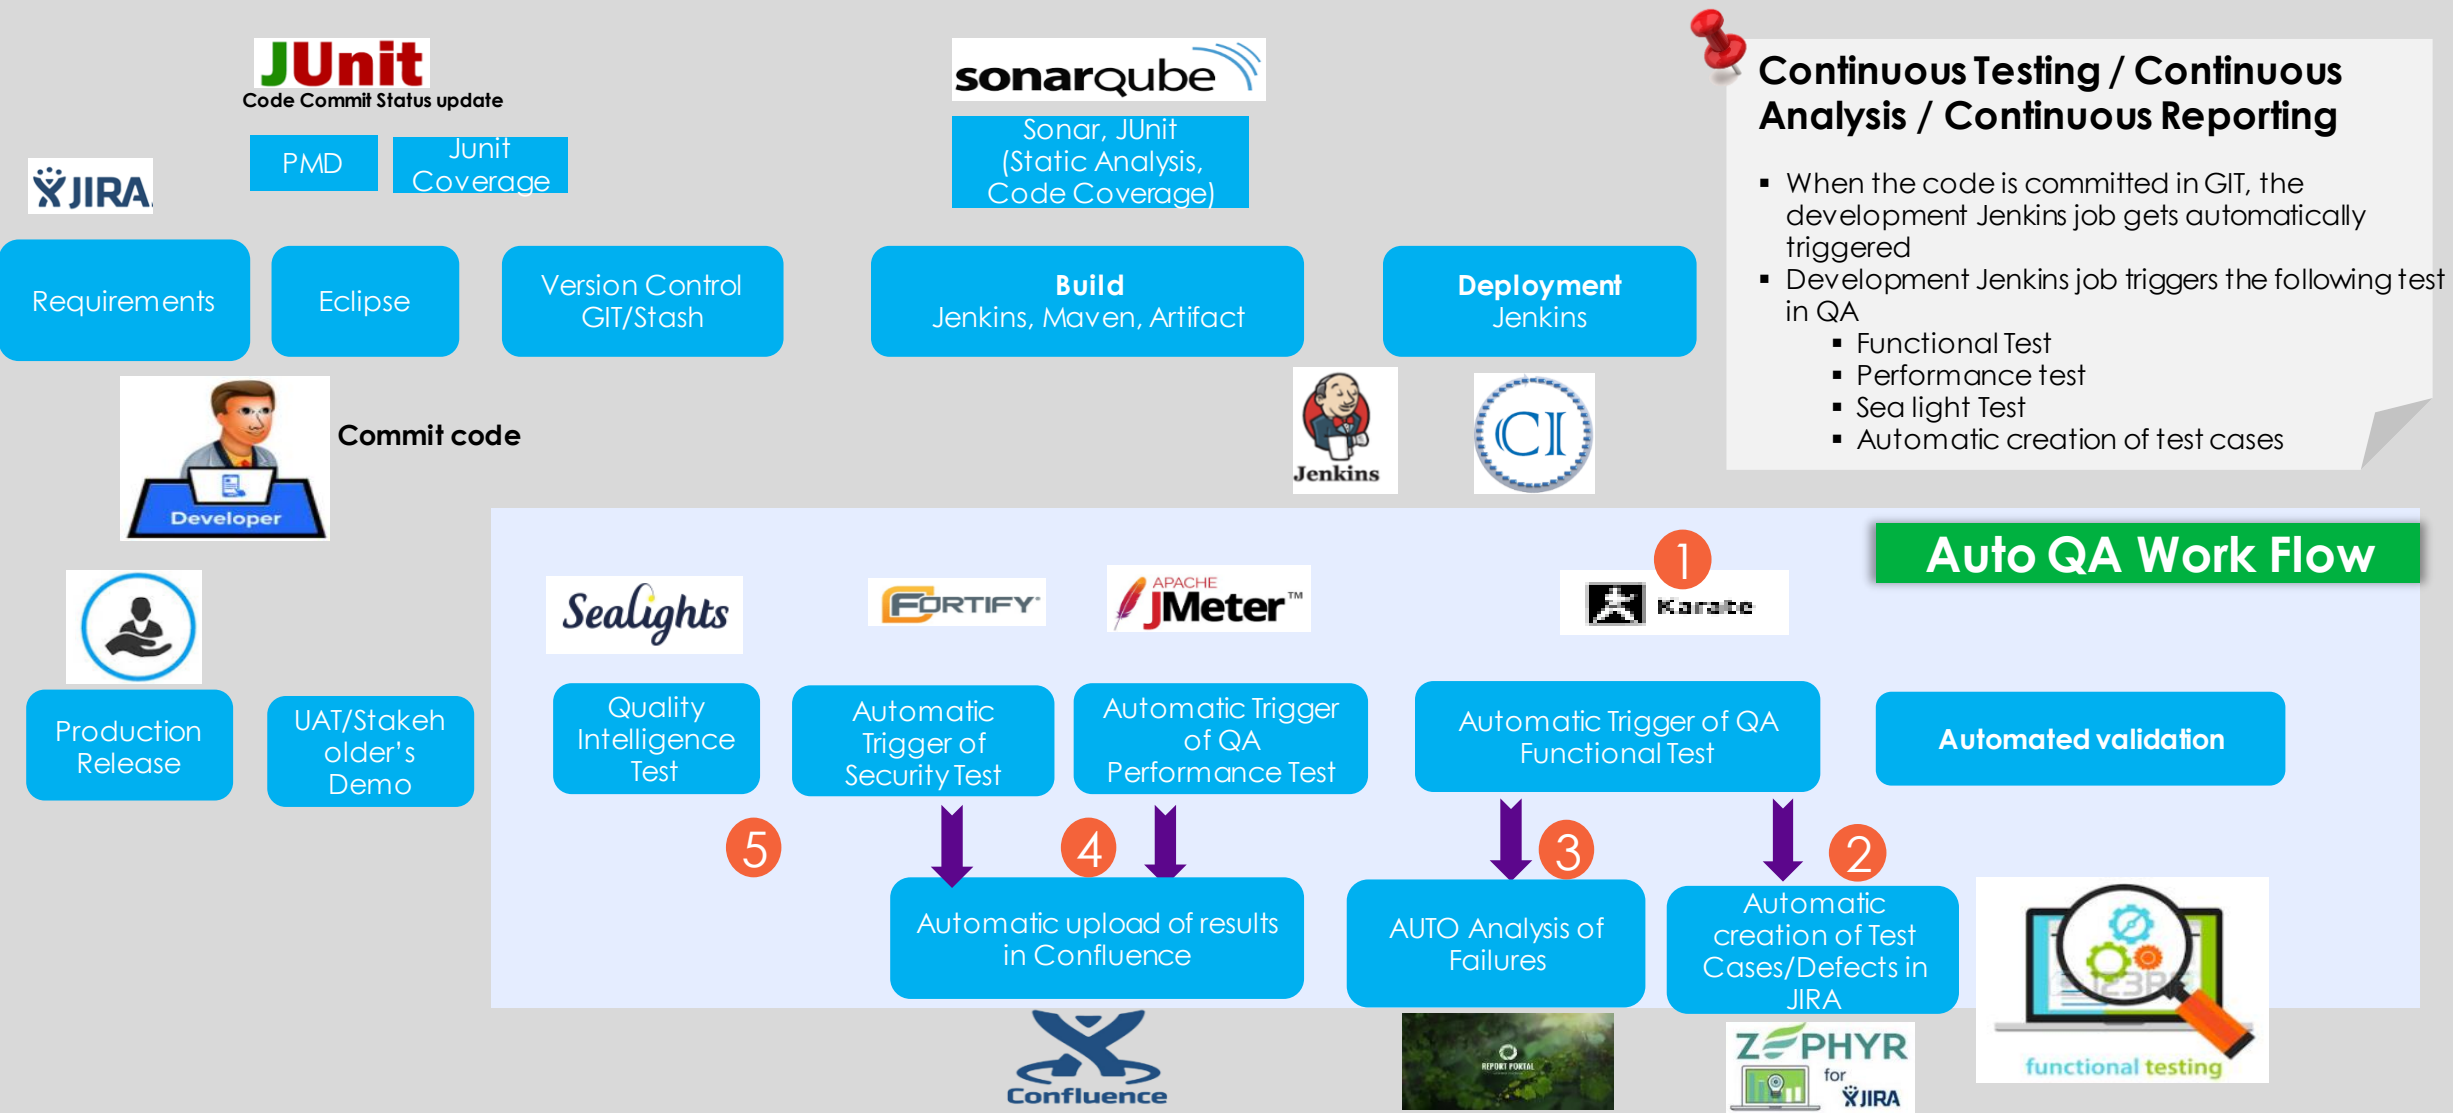 JUnit
Code Commit Status update
PMD
Junit
Coverage
JIRA
sonarqube
Sonar, JUnit
(Static Analysis,
Code Coverage)
Continuous Testing / Continuous
Analysis / Continuous Reporting
▪ When the code is committed in GIT, the
development Jenkins job gets automatically
triggered
▪ Development Jenkins job triggers the following test
in QA
▪ Functional Test
▪ Performance test
▪ Sea light Test
▪ Automatic creation of test cases
Requirements
Eclipse
Version Control
GIT/Stash
Build
Jenkins, Maven, Artifact
Deployment
Jenkins
Developer
Commit code
Jenkins
CI
Auto QA Work Flow
Sealights
FORTIFY
APACHE
JMeter™
1
Karate
Production
Release
UAT/Stakeh
older's
Demo
Quality
Intelligence
Test
Automatic
Trigger of
Security Test
Automatic Trigger
of QA
Performance Test
Automatic Trigger of QA
Functional Test
Automated validation
5
4
3
2
Automatic upload of results
in Confluence
AUTO Analysis of
Failures
Automatic
creation of Test
Cases/Defects in
JIRA
Confluence
REPORT PORTAL
ZEPHYR
for
JIRA
123RF
functional testing